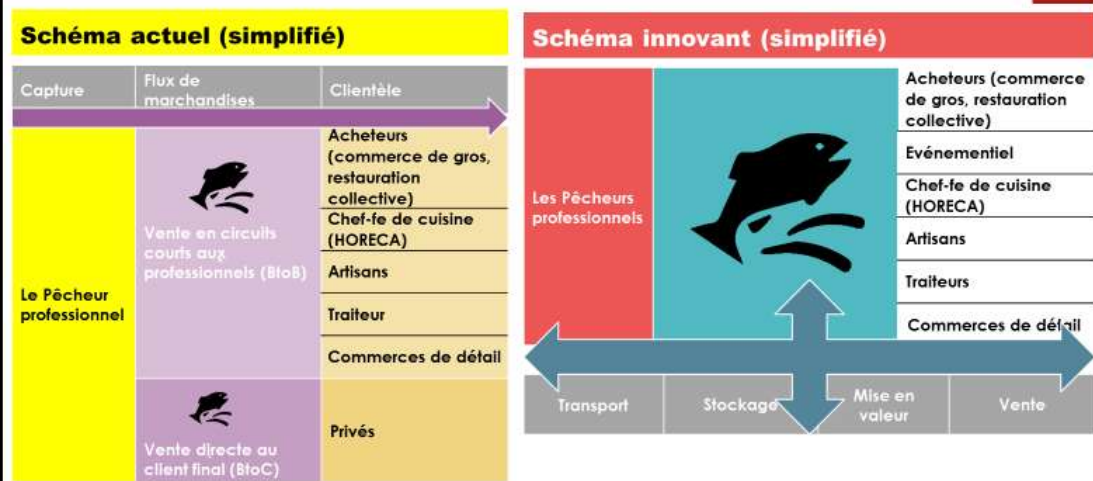 Schéma actuel (simplifié)
Capture
Flux de
marchandises
Clientèle
Le Pêcheur
professionnel
Vente en circuits
courts aux
professionnels (BtoB)
Acheteurs
(commerce de gros,
restauration
collective)
Chef-fe de cuisine
(HORECA)
Artisans
Traiteur
Commerces de détail
Vente directe au
client final (BtoC)
Privés
Schéma innovant (simplifié)
Les Pêcheurs
professionnels
Acheteurs (commerce
de gros, restauration
collective)
Evénementiel
Chef-fe de cuisine
(HORECA)
Artisans
Traiteurs
Commerces de détail
Transport
Stockage
Mise en
valeur
Vente